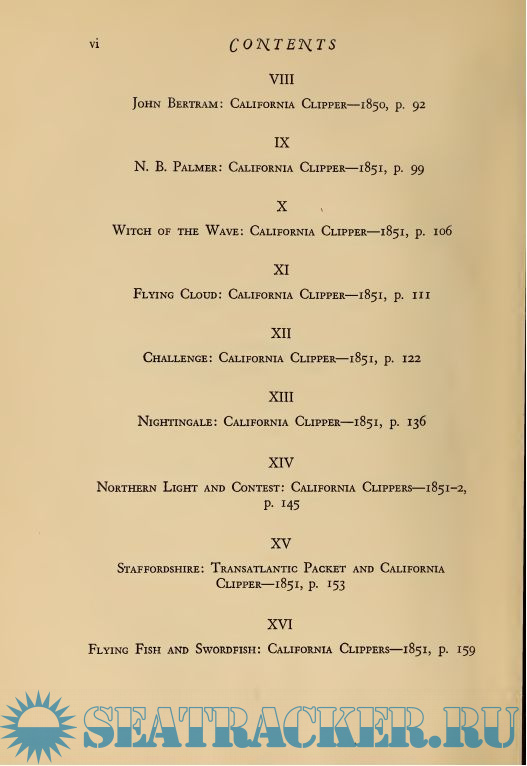 vi
CONTENTS
VIII
John Bertram: California Clipper—1850, p. 92
IX
N. B. Palmer: California Clipper—1851, p. 99
X
Witch of the Wave: California Clipper—1851, p. 106
XI
Flying Cloud: California Clipper—1851, p. 111
XII
Challenge: California Clipper—1851, p. 122
XIII
Nightingale: California Clipper—1851, p. 136
XIV
Northern Light and Contest: California Clippers—1851–2,
p. 145
XV
Staffordshire: Transatlantic Packet and California
Clipper—1851, p. 153
XVI
Flying Fish and Swordfish: California Clippers—1851, p. 159
SEATRACKER.RU